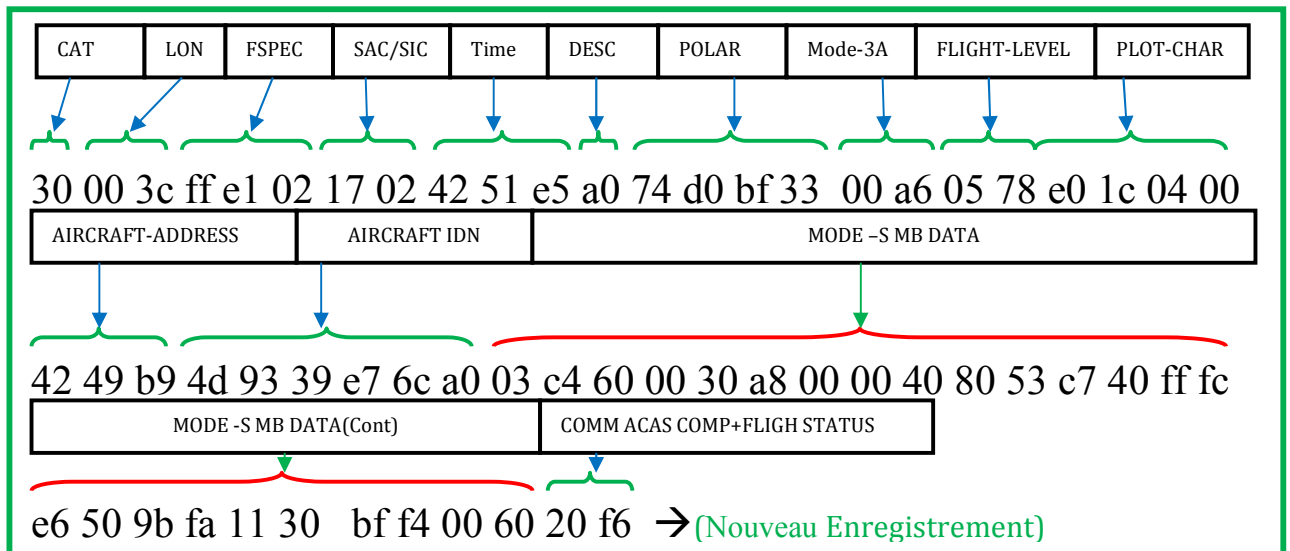 CAT LON FSPEC SAC/SIC Time DESC POLAR Mode-3A FLIGHT-LEVEL PLOT-CHAR
30 00 3c ff e1 02 17 02 42 51 e5 a0 74 d0 bf 33 00 a6 05 78 e0 1c 04 00
AIRCRAFT-ADDRESS AIRCRAFT IDN MODE –S MB DATA
42 49 b9 4d 93 39 e7 6c a0 03 c4 60 00 30 a8 00 00 40 80 53 c7 40 ff fc
MODE -S MB DATA(Cont) COMM ACAS COMP+FLIGH STATUS
e6 50 9b fa 11 30 bf f4 00 60 20 f6 → (Nouveau Enregistrement)